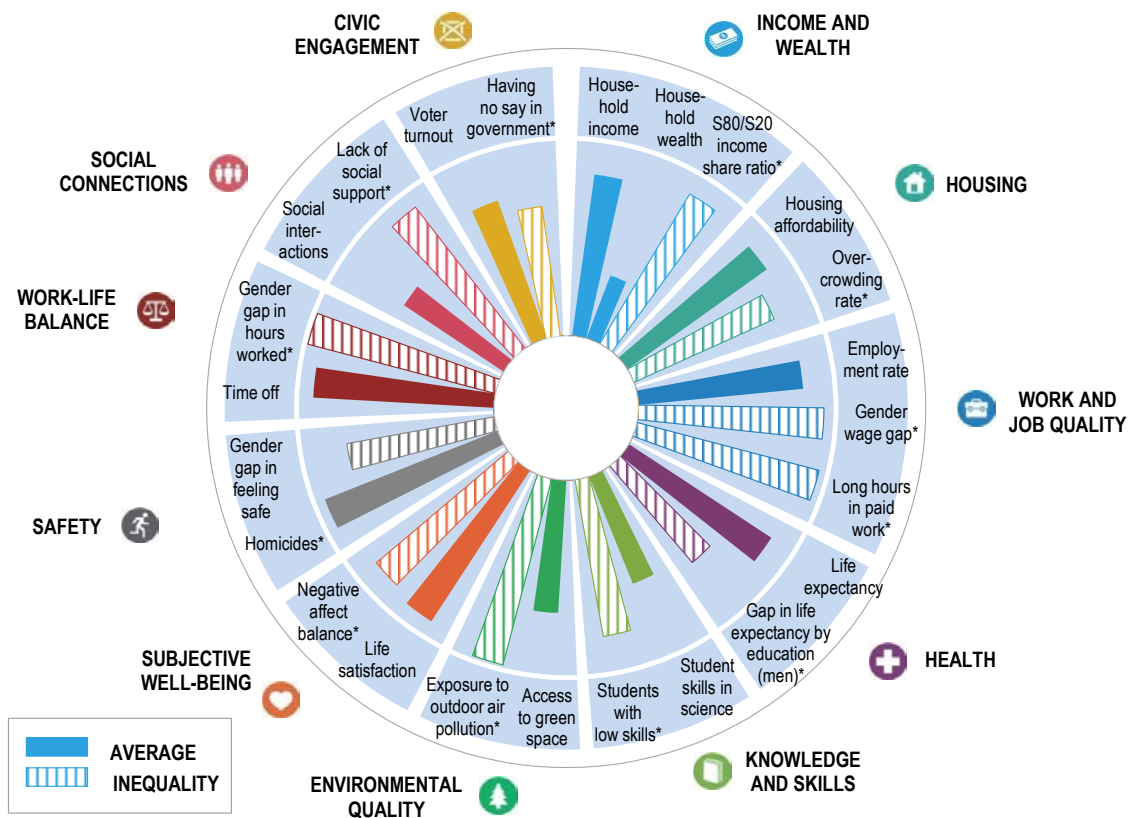 CIVIC
ENGAGEMENT
INCOME AND
WEALTH
Having
no say in
government*
Voter
turnout
House-
hold
income
House-
hold
wealth
S80/S20
income
share ratio*
SOCIAL
CONNECTIONS
Lack of
social
support*
Social
inter-
actions
HOUSING
Housing
affordability
Over-
crowding
rate*
WORK-LIFE
BALANCE
Gender
gap in
hours
worked*
Time off
Employ-
ment rate
Gender
wage gap*
Long hours
in paid
work*
WORK AND
JOB QUALITY
SAFETY
Gender
gap in
feeling
safe
Homicides*
Life
expectancy
Gap in life
expectancy by
education
(men)*
HEALTH
SUBJECTIVE
WELL-BEING
Negative
affect
balance*
Life
satisfaction
Exposure to
outdoor air
pollution*
Access
to green
space
Students
with
low skills*
Student
skills in
science
ENVIRONMENTAL
QUALITY
KNOWLEDGE
AND SKILLS
AVERAGE
INEQUALITY